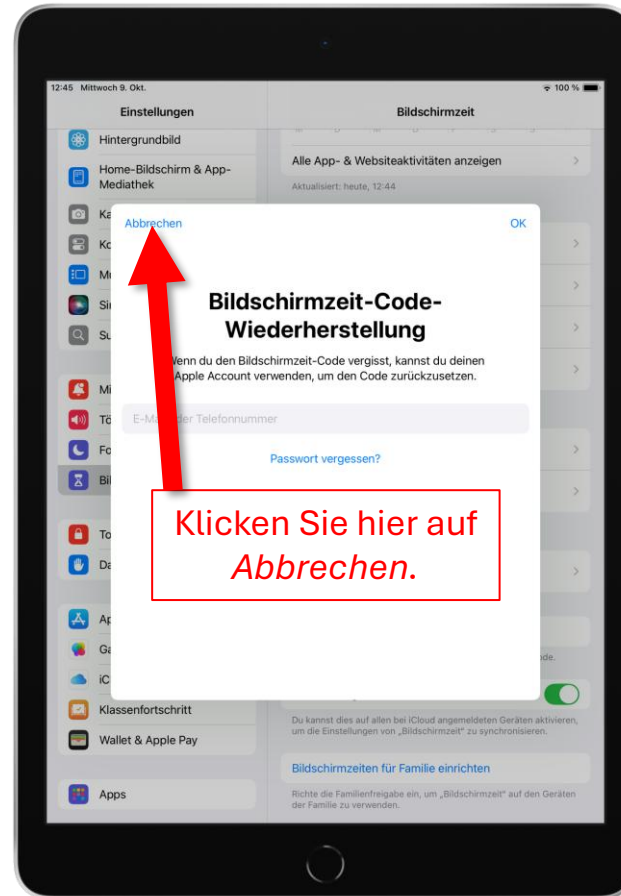 12:45 Mittwoch 9. Okt.
100 %
Einstellungen
Bildschirmzeit
Hintergrundbild
Home-Bildschirm & App-
Mediathek
Alle App- & Websiteaktivitäten anzeigen
Aktualisiert: heute, 12:44
Abbrechen
OK
Bildschirmzeit-Code-
Wiederherstellung
Wenn du den Bildschirmzeit-Code vergisst, kannst du deinen
Apple Account verwenden, um den Code zurückzusetzen.
E-Mail oder Telefonnummer
Passwort vergessen?
Klicken Sie hier auf
Abbrechen.
Klassenfortschritt
Wallet & Apple Pay
Apps
Du kannst dies auf allen bei iCloud angemeldeten Geräten aktivieren,
um die Einstellungen von „Bildschirmzeit“ zu synchronisieren.
Bildschirmzeiten für Familie einrichten
Richte die Familienfreigabe ein, um „Bildschirmzeit“ auf den Geräten
der Familie zu verwenden.